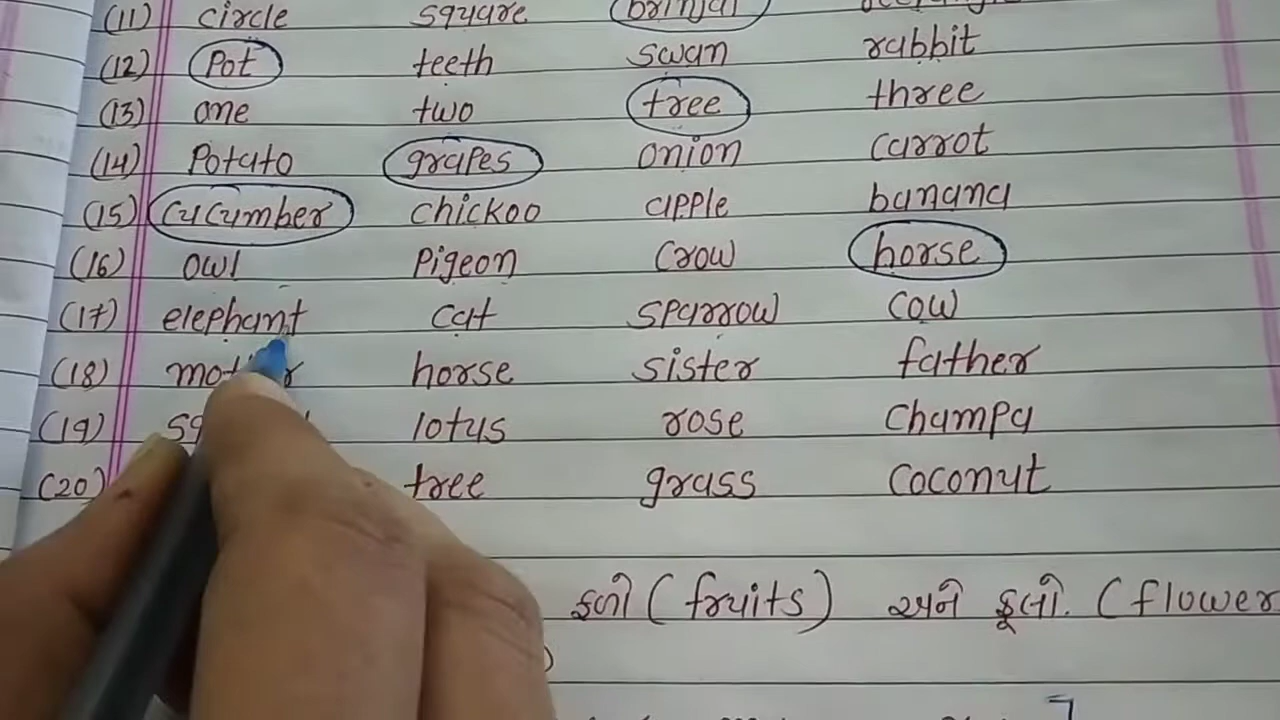 (11) circle square brinjal
(12) Pot teeth swan rabbit
(13) one two tree three
(14) Potato grapes onion carrot
(15) cucumber chickoo apple banana
(16) owl Pigeon crow horse
(17) elephant cat sparrow cow
(18) horse sister father
(19) lotus rose champa
(20) tree grass coconut
ફળો (fruits) અને ફૂલો. (flower